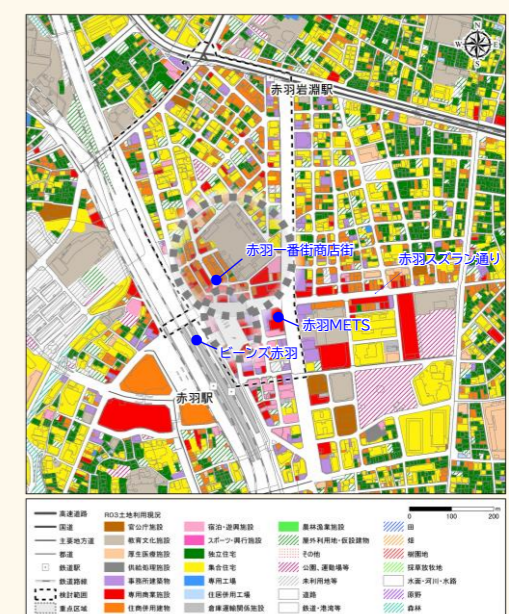 N
W
E
S
赤羽岩淵駅
赤羽一番街商店街
赤羽スズラン通り
赤羽METS
ビーンズ赤羽
赤羽駅
0 100 200m
高速道路
国道
主要地方道
都道
鉄道駅
鉄道路線
検討範囲
重点区域
R03土地利用現況
官公庁施設
教育文化施設
厚生医療施設
供給処理施設
事務所建築物
専用商業施設
住商併用建物
宿泊・遊興施設
スポーツ・興行施設
独立住宅
集合住宅
専用工場
住居併用工場
倉庫運輸関係施設
農林漁業施設
屋外利用地・仮設建物
その他
公園、運動場等
未利用地等
道路
鉄道・港湾等
田
畑
樹園地
採草放牧地
水面・河川・水路
原野
森林